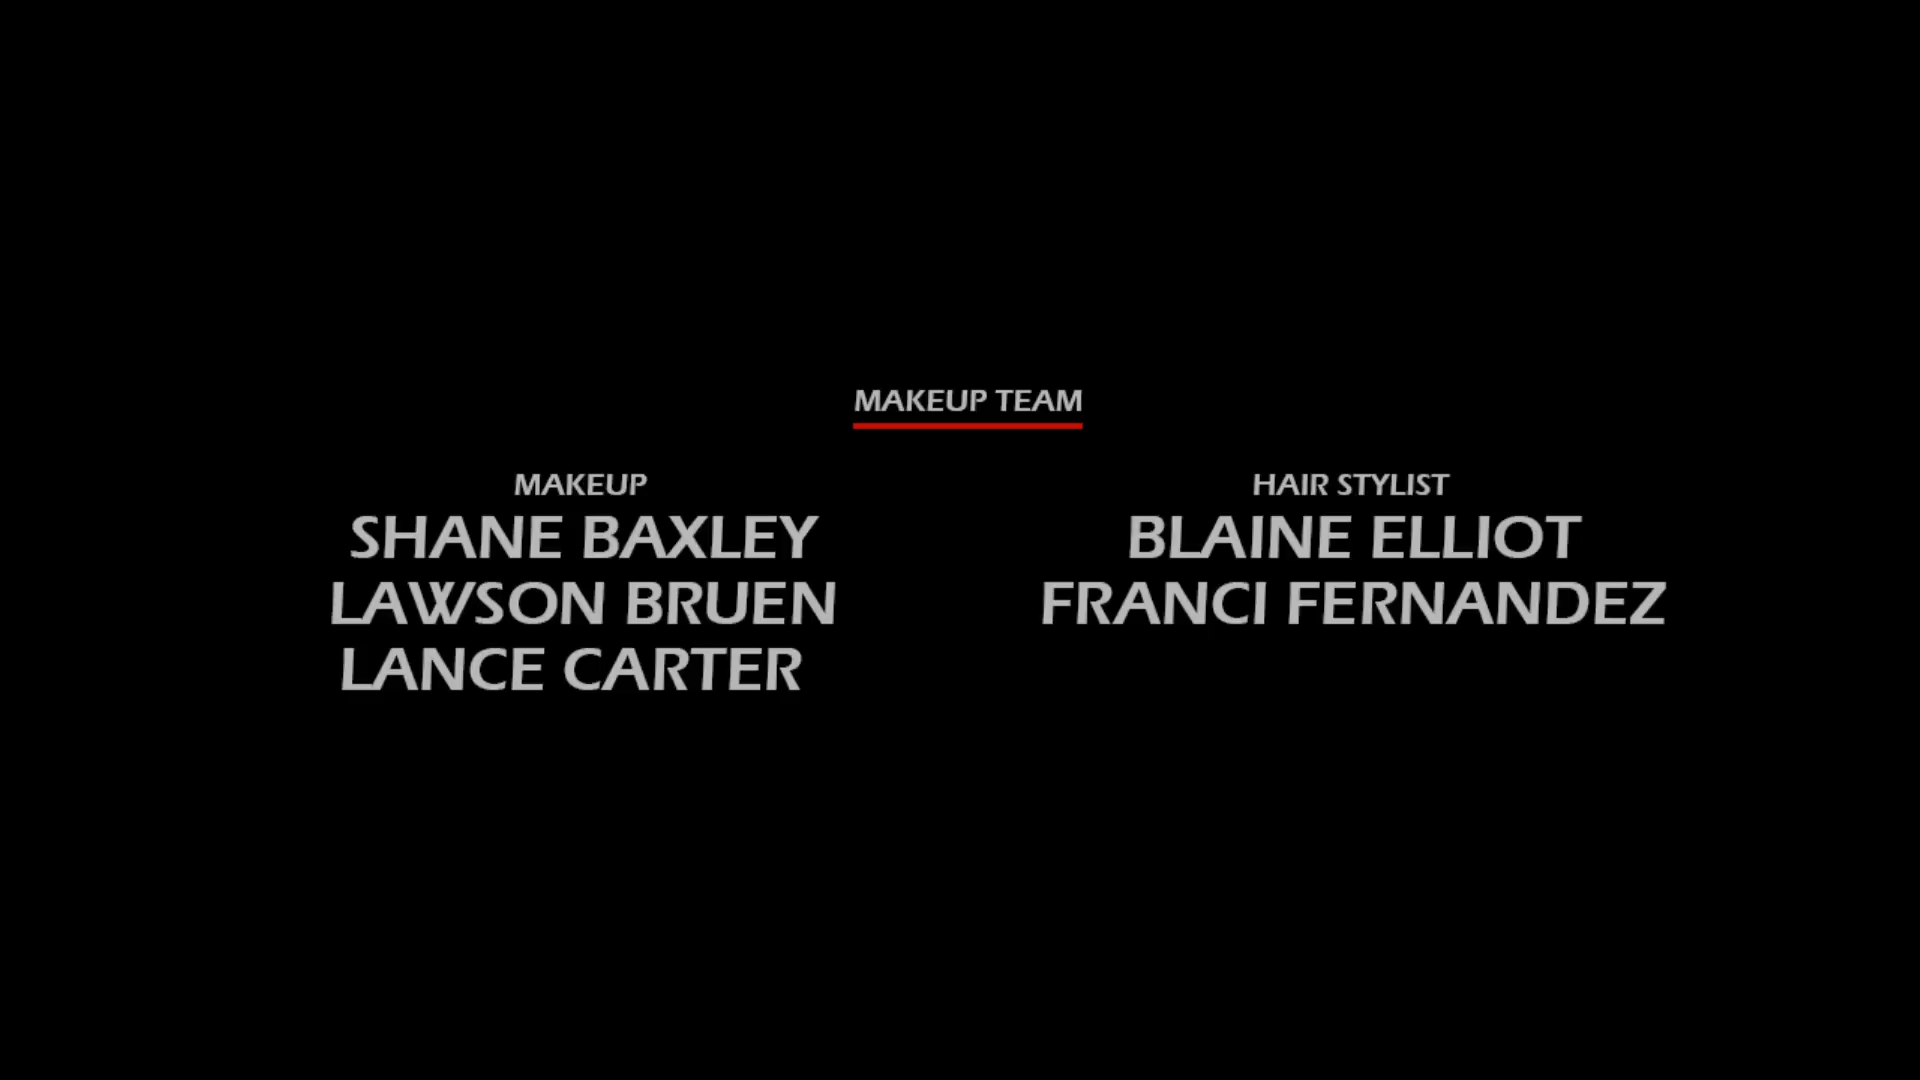 MAKEUP TEAM
MAKEUP
SHANE BAXLEY
LAWSON BRUEN
LANCE CARTER
HAIR STYLIST
BLAINE ELLIOT
FRANCI FERNANDEZ